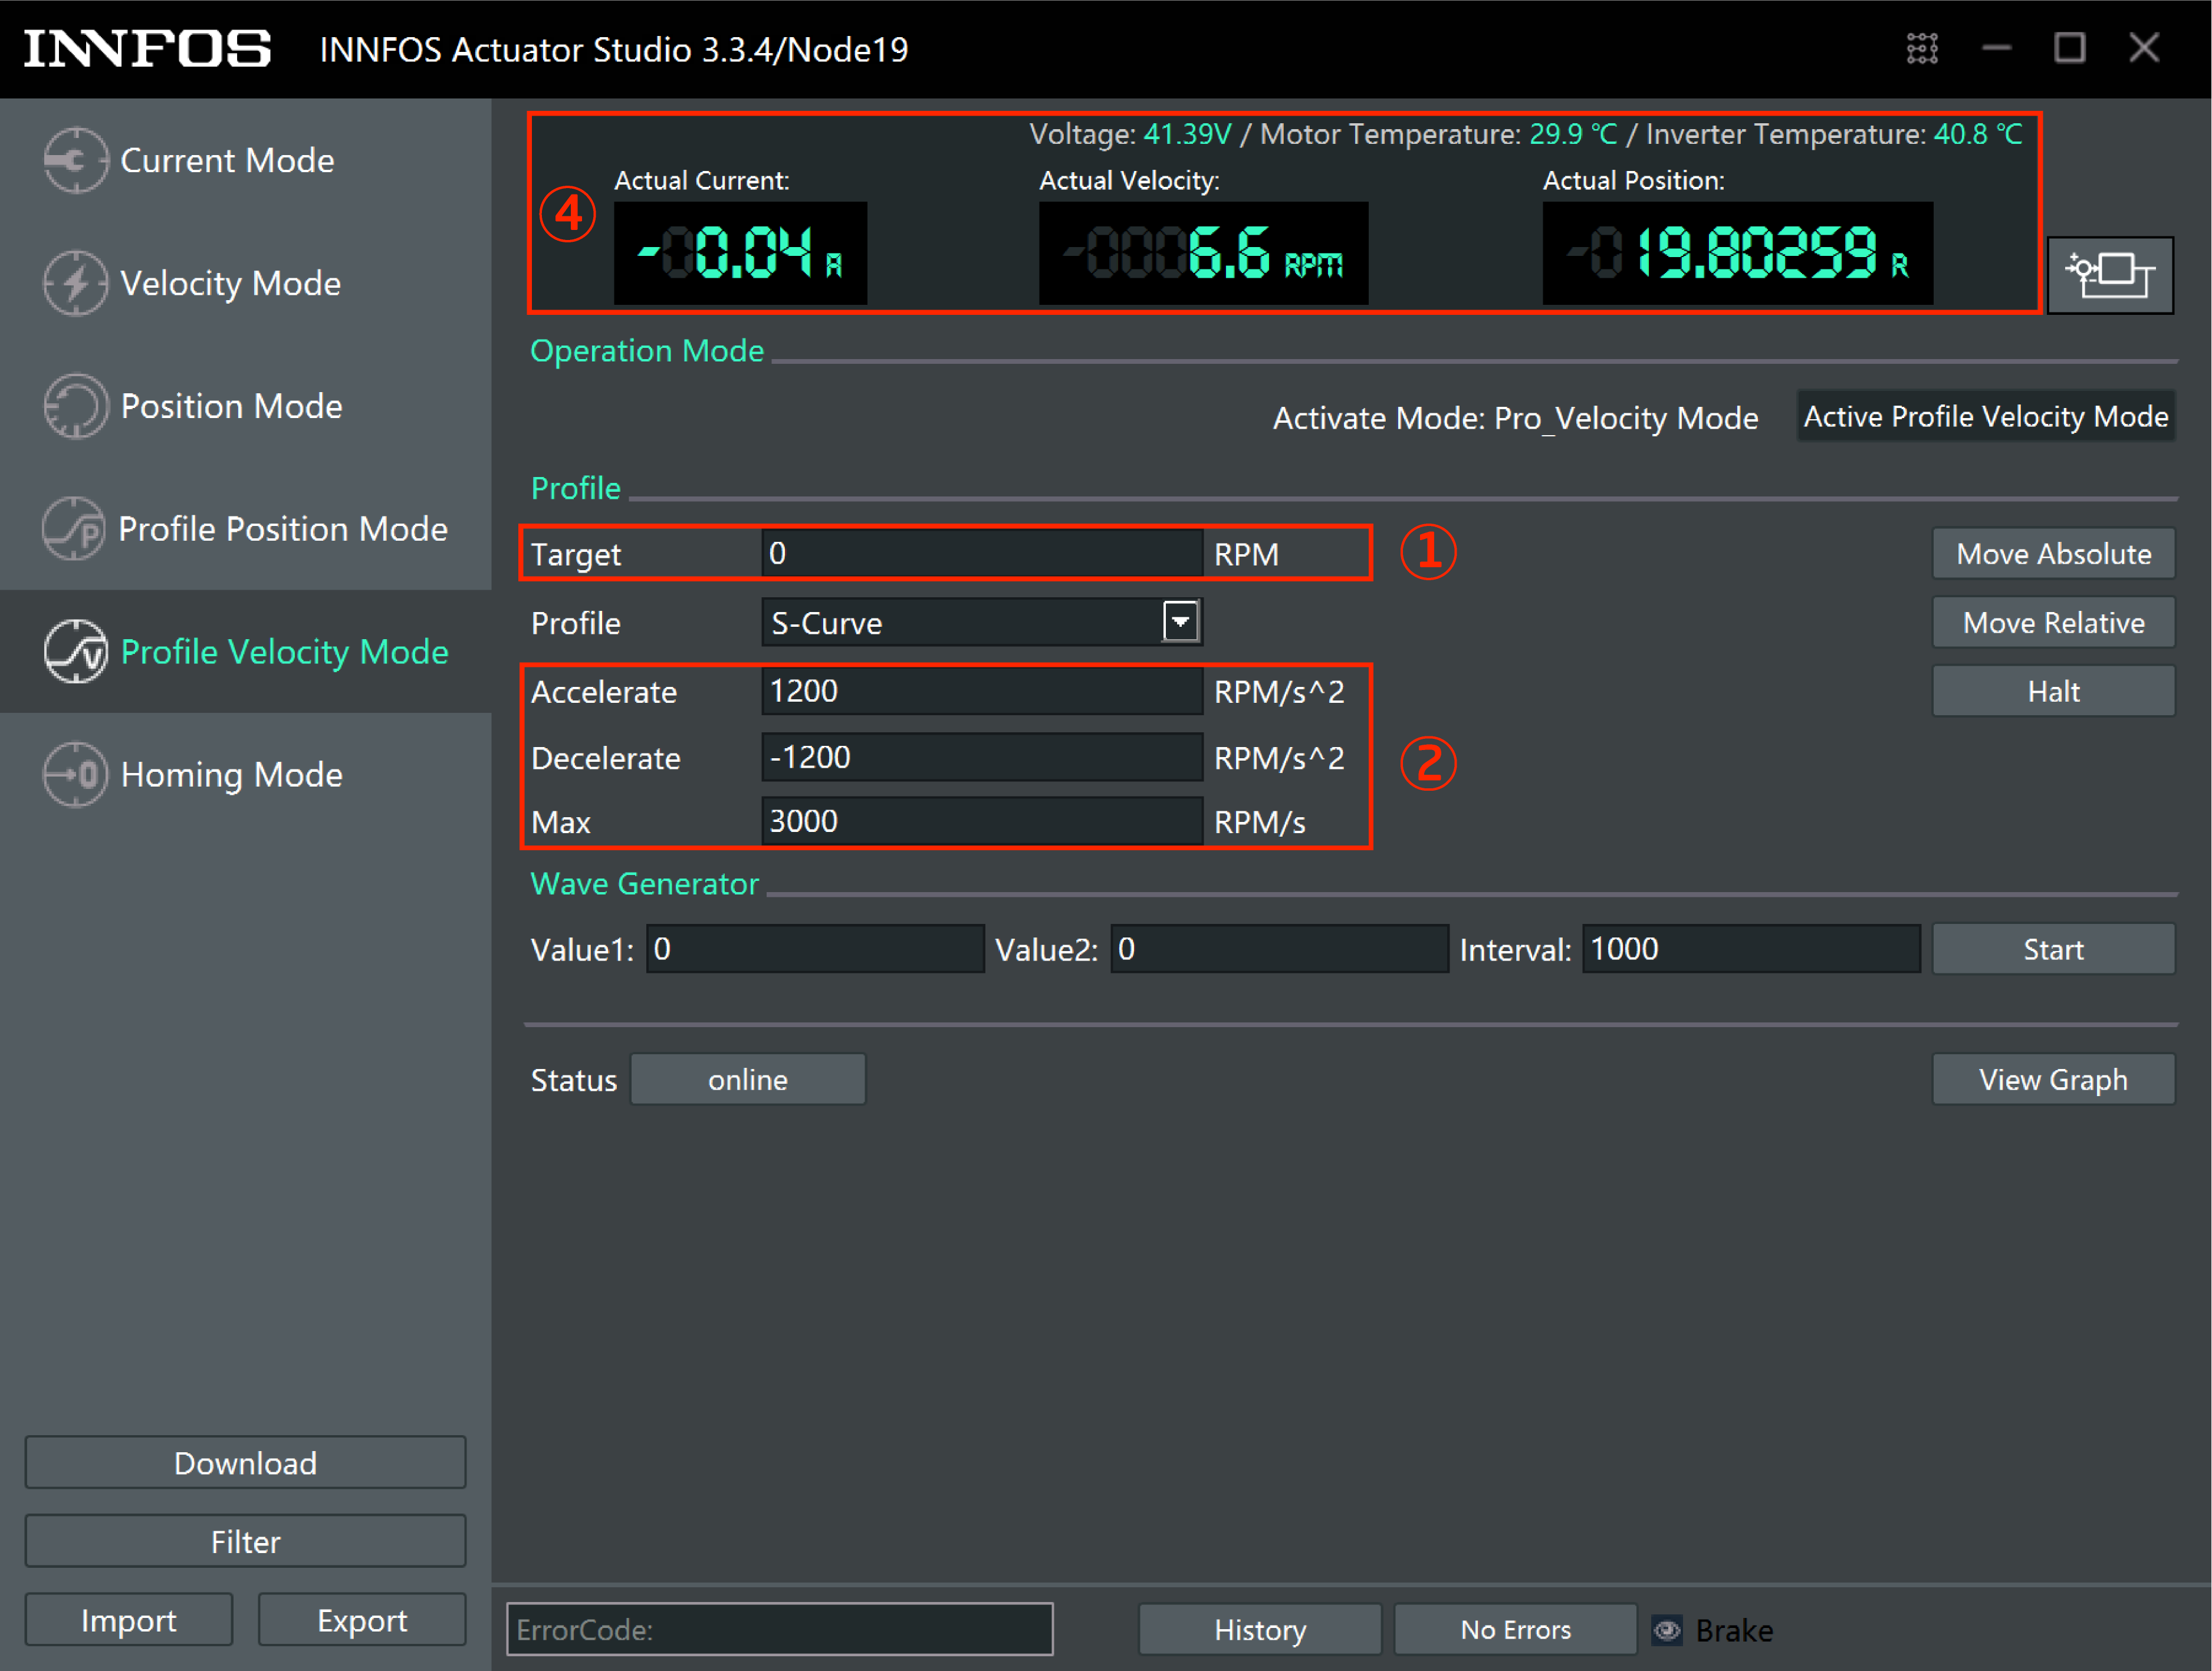 INNFOS INNFOS Actuator Studio 3.3.4/Node19
Current Mode
Velocity Mode
Position Mode
Profile Position Mode
Profile Velocity Mode
Homing Mode
Download
Filter
Import Export
Voltage: 41.39V / Motor Temperature: 29.9 ℃ / Inverter Temperature: 40.8 ℃
Actual Current: Actual Velocity: Actual Position:
④ -0.04 A 6.6 RPM 19.80259 R
Operation Mode
Activate Mode: Pro_Velocity Mode Active Profile Velocity Mode
Profile
Target 0 RPM ① Move Absolute
Profile S-Curve Move Relative
Accelerate 1200 RPM/s^2 Halt
Decelerate -1200 RPM/s^2 ②
Max 3000 RPM/s
Wave Generator
Value1: 0 Value2: 0 Interval: 1000 Start
Status online View Graph
ErrorCode: History No Errors Brake